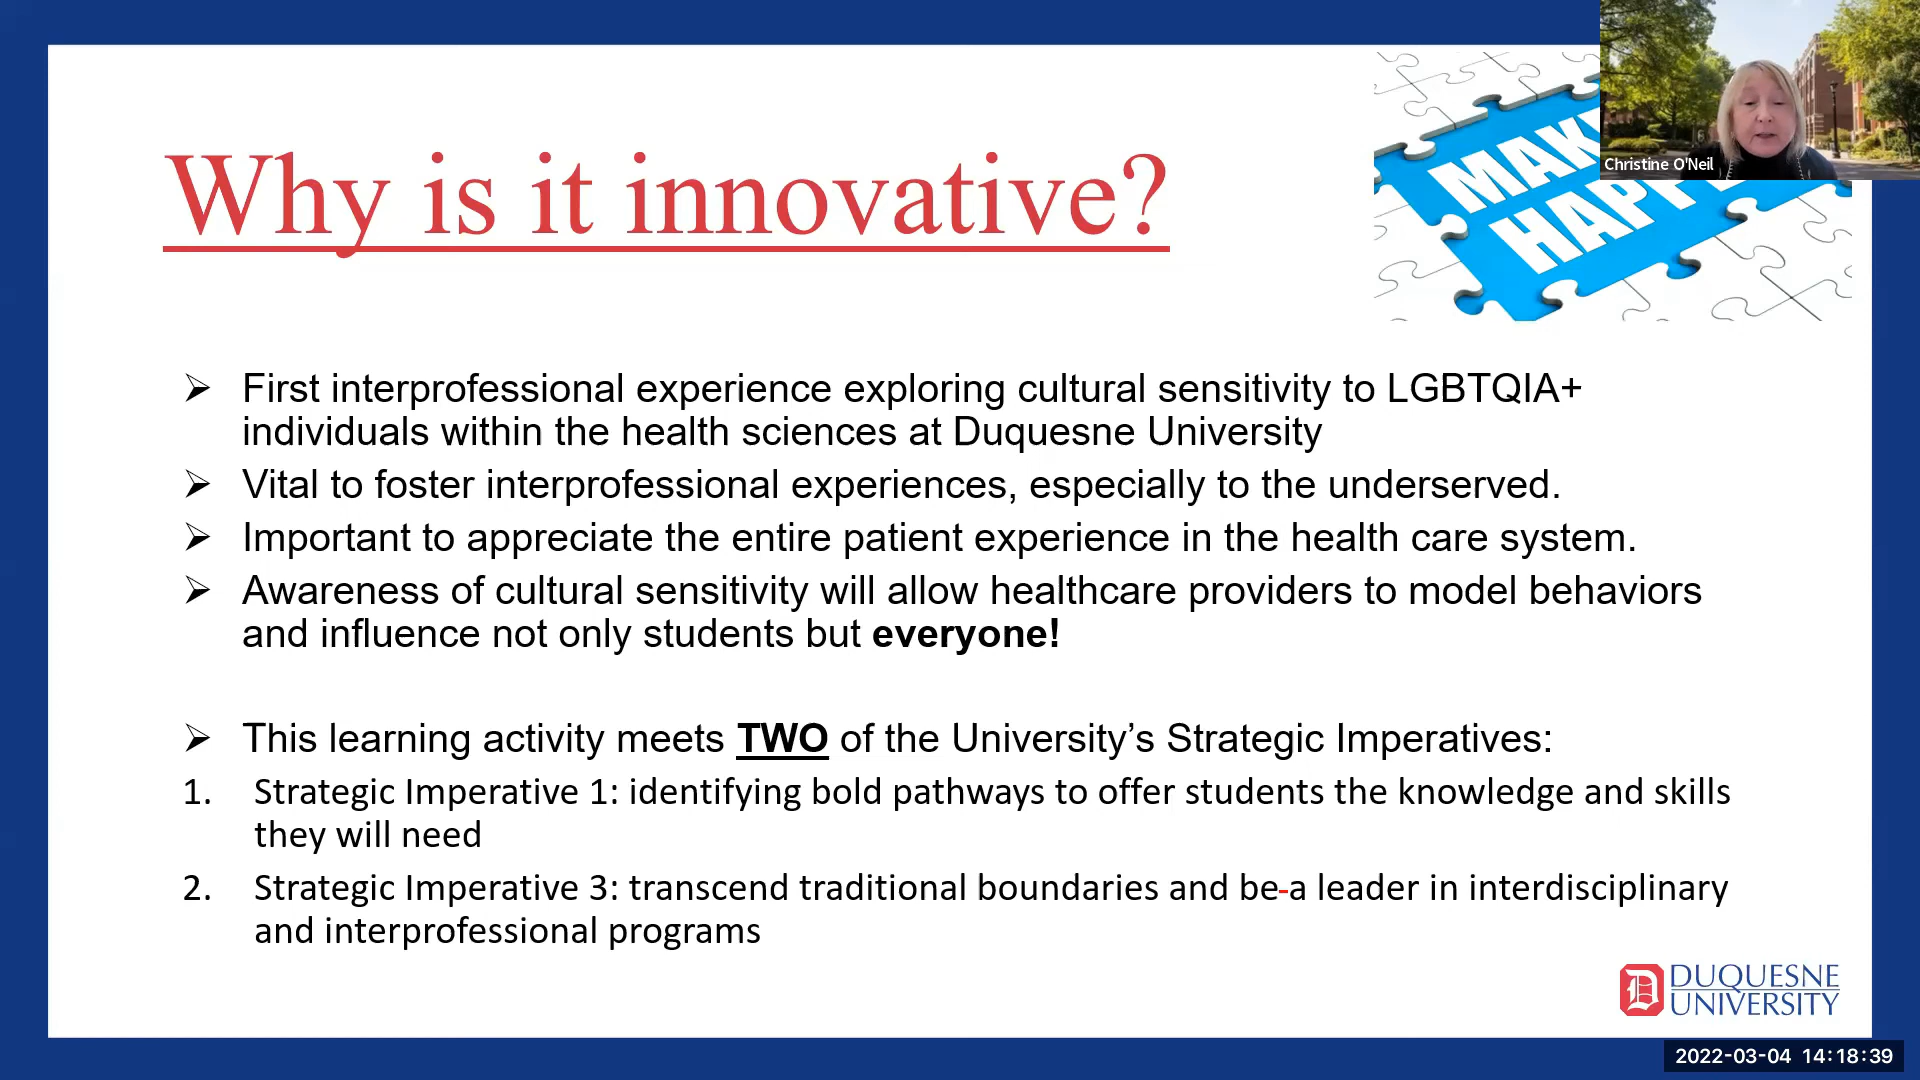 Why is it innovative?
MAK
HAPP
Christine O'Neil
➢ First interprofessional experience exploring cultural sensitivity to LGBTQIA+
individuals within the health sciences at Duquesne University
➢ Vital to foster interprofessional experiences, especially to the underserved.
➢ Important to appreciate the entire patient experience in the health care system.
➢ Awareness of cultural sensitivity will allow healthcare providers to model behaviors
and influence not only students but everyone!
➢ This learning activity meets TWO of the University’s Strategic Imperatives:
1. Strategic Imperative 1: identifying bold pathways to offer students the knowledge and skills
they will need
2. Strategic Imperative 3: transcend traditional boundaries and be-a leader in interdisciplinary
and interprofessional programs
D DUQUESNE
UNIVERSITY
2022-03-04 14:18:39